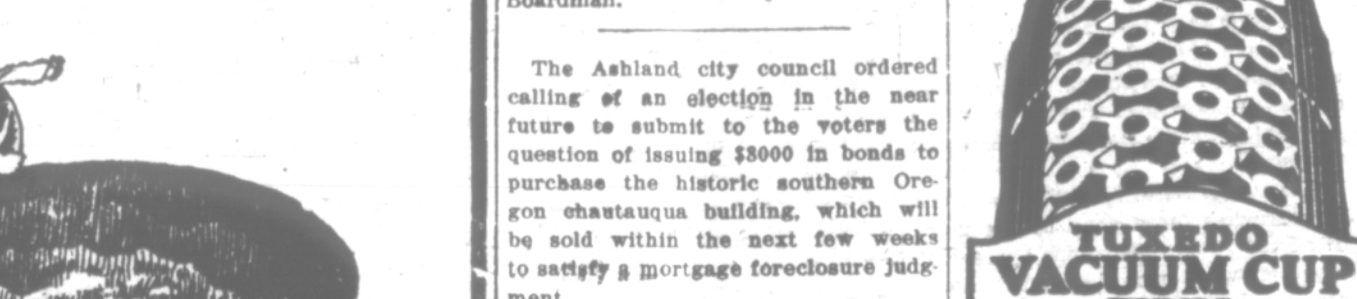 Boardman.
The Ashland city council ordered
calling of an election in the near
future to submit to the voters the
question of issuing $8000 in bonds to
purchase the historic southern Ore-
gon chautauqua building, which will
be sold within the next few weeks
to satisfy a mortgage foreclosure judg-
ment.
TUXEDO
VACUUM CUP